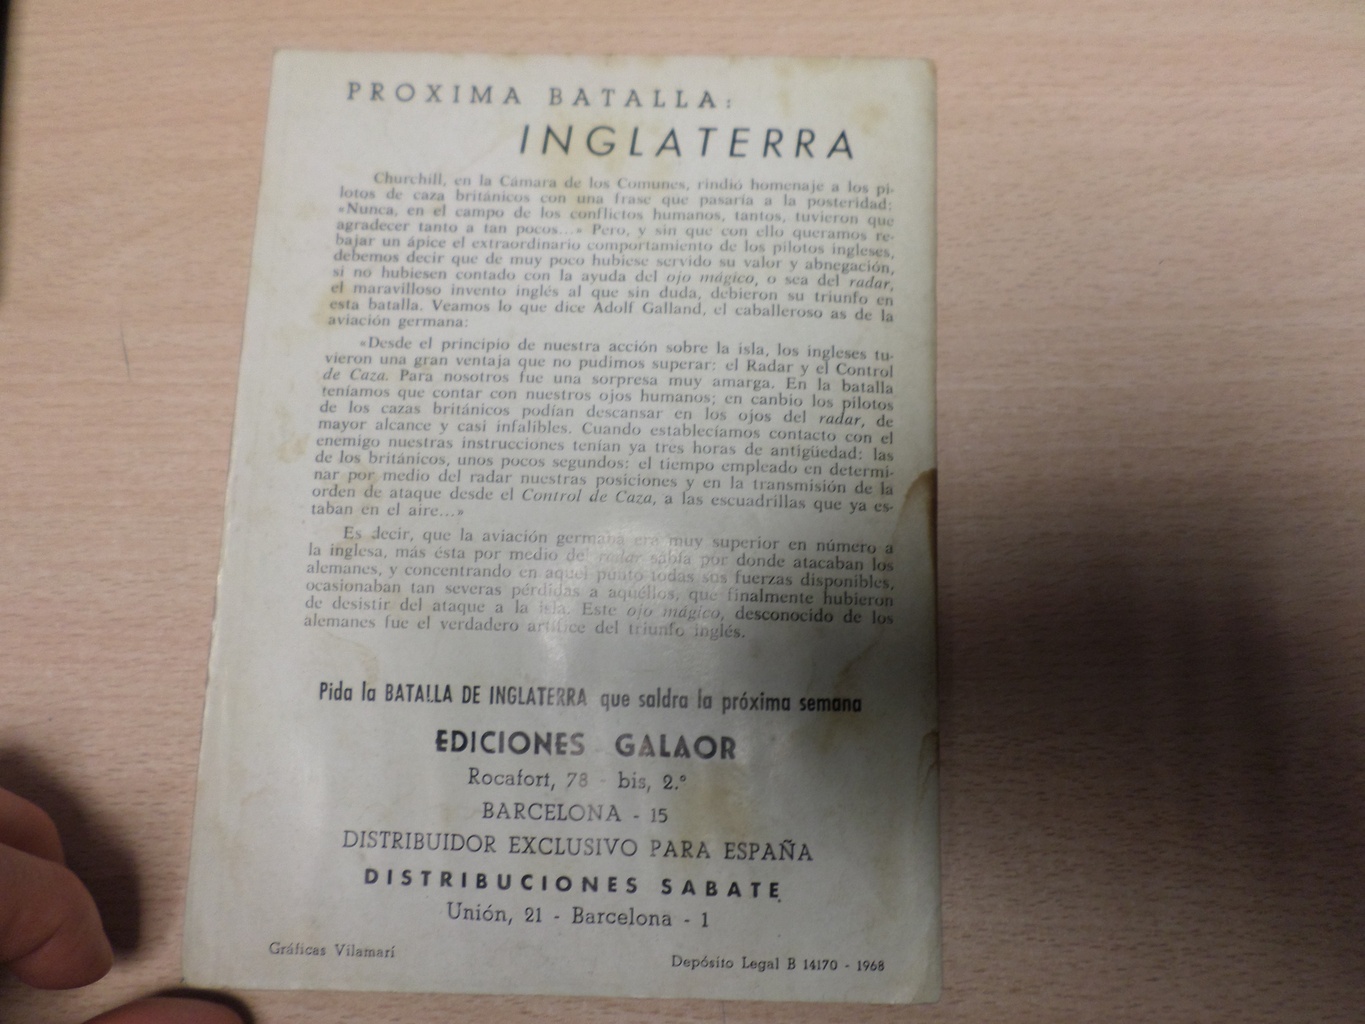 PROXIMA BATALLA:
INGLATERRA
Churchill, en la Cámara de los Comunes, rindió homenaje a los pi-
lotos de caza británicos con una frase que pasaría a la posteridad:
«Nunca, en el campo de los conflictos humanos, tantos, tuvieron que
agradecer tanto a tan pocos...» Pero, y sin que con ello queramos re-
bajar un ápice el extraordinario comportamiento de los pilotos ingleses,
debemos decir que de muy poco hubiese servido su valor y abnegación,
si no hubiesen contado con la ayuda del ojo mágico, o sea del radar,
el maravilloso invento inglés al que sin duda, debieron su triunfo en
esta batalla. Veamos lo que dice Adolf Galland, el caballeroso as de la
aviación germana:
«Desde el principio de nuestra acción sobre la isla, los ingleses tu-
vieron una gran ventaja que no pudimos superar: el Radar y el Control
de Caza. Para nosotros fue una sorpresa muy amarga. En la batalla
teníamos que contar con nuestros ojos humanos; en canbio los pilotos
de los cazas británicos podían descansar en los ojos del radar, de
mayor alcance y casi infalibles. Cuando establecíamos contacto con el
enemigo nuestras instrucciones tenían ya tres horas de antigüedad: las
de los británicos, unos pocos segundos: el tiempo empleado en determi-
nar por medio del radar nuestras posiciones y en la transmisión de la
orden de ataque desde el Control de Caza, a las escuadrillas que ya es-
taban en el aire...»
Es decir, que la aviación germana era muy superior en número a
la inglesa, más ésta por medio del radar sabía por donde atacaban los
alemanes, y concentrando en aquel punto todas sus fuerzas disponibles,
ocasionaban tan severas pérdidas a aquéllos, que finalmente hubieron
de desistir del ataque a la isla. Este ojo mágico, desconocido de los
alemanes fue el verdadero artífice del triunfo inglés.
Pida la BATALLA DE INGLATERRA que saldra la próxima semana
EDICIONES GALAOR
Rocafort, 78 - bis, 2.º
BARCELONA - 15
DISTRIBUIDOR EXCLUSIVO PARA ESPAÑA
DISTRIBUCIONES SABATE
Unión, 21 - Barcelona - 1
Gráficas Vilamarí
Depósito Legal B 14170 - 1968